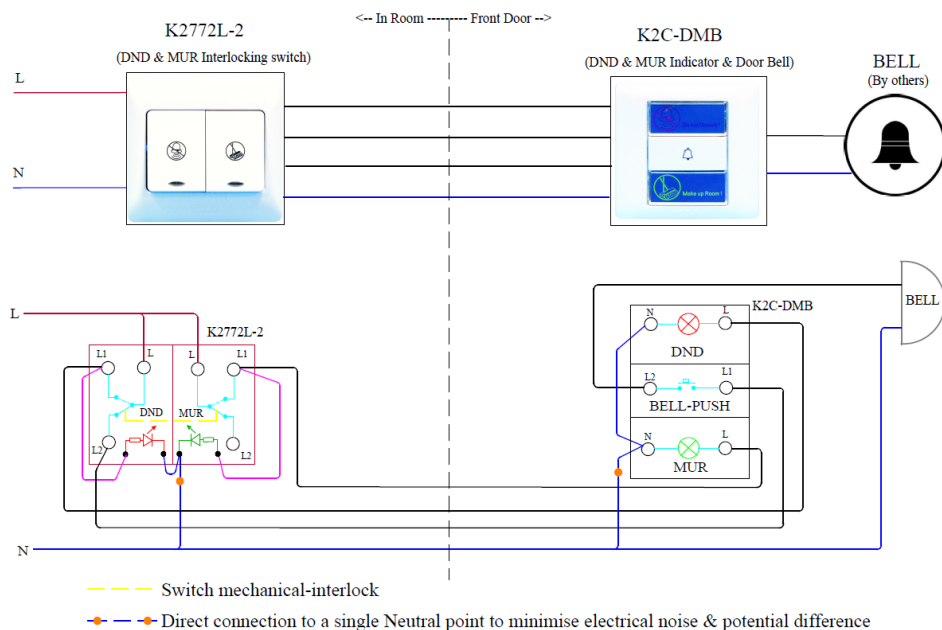 <-- In Room -------- Front Door -->
K2772L-2
(DND & MUR Interlocking switch)
K2C-DMB
(DND & MUR Indicator & Door Bell)
BELL
(By others)
L
N
Make up Room !
L
K2772L-2
L1
L
L
L1
DND
MUR
L2
L2
N
K2C-DMB
N
L
DND
L2
L1
BELL-PUSH
N
L
MUR
BELL
Switch mechanical-interlock
Direct connection to a single Neutral point to minimise electrical noise & potential difference